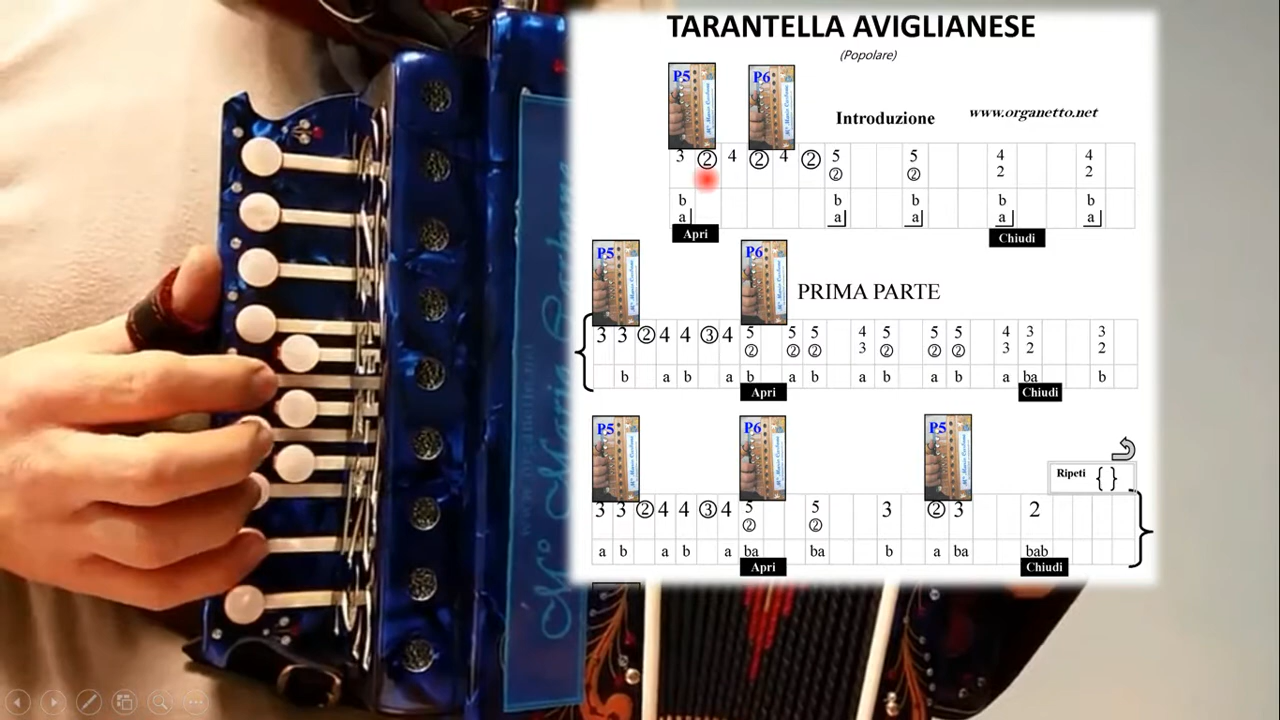 TARANTELLA AVIGLIANESE
(Popolare)
P5 P6
Introduzione www.organetto.net
3 ② 4 ② 4 ② 5 5 4 4
② ② 2 2
b b b b b
a a a a a
Apri Chiudi
P5 P6 PRIMA PARTE
3 3 ② 4 4 ③ 4 5 5 5 4 5 5 5 4 3 3
② ② ② 3 ② ② ② 3 2 2
b a b a b a b a b a b a ba b
Apri Chiudi
P5 P6 P5
Ripeti { }
3 3 ② 4 4 ③ 4 5 5 3 ② 3 2
② ②
a b a b a ba ba b a ba bab
Apri Chiudi